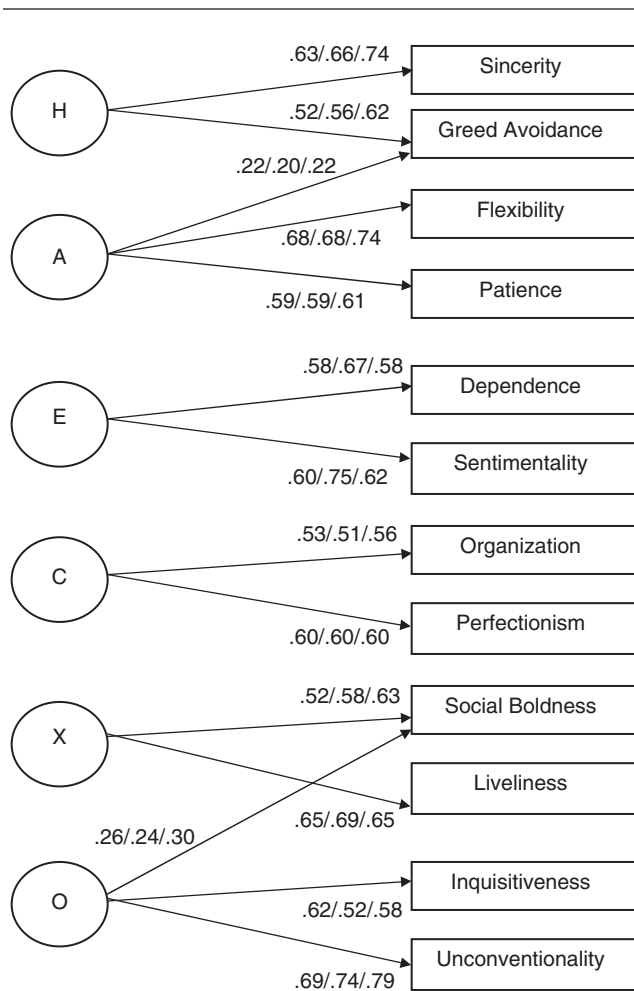 .63/.66/.74
Sincerity
H
.52/.56/.62
Greed Avoidance
.22/.20/.22
Flexibility
.68/.68/.74
A
Patience
.59/.59/.61
.58/.67/.58
Dependence
E
Sentimentality
.60/.75/.62
.53/.51/.56
Organization
C
Perfectionism
.60/.60/.60
.52/.58/.63
Social Boldness
X
Liveliness
.65/.69/.65
.26/.24/.30
Inquisitiveness
O
.62/.52/.58
Unconventionality
.69/.74/.79